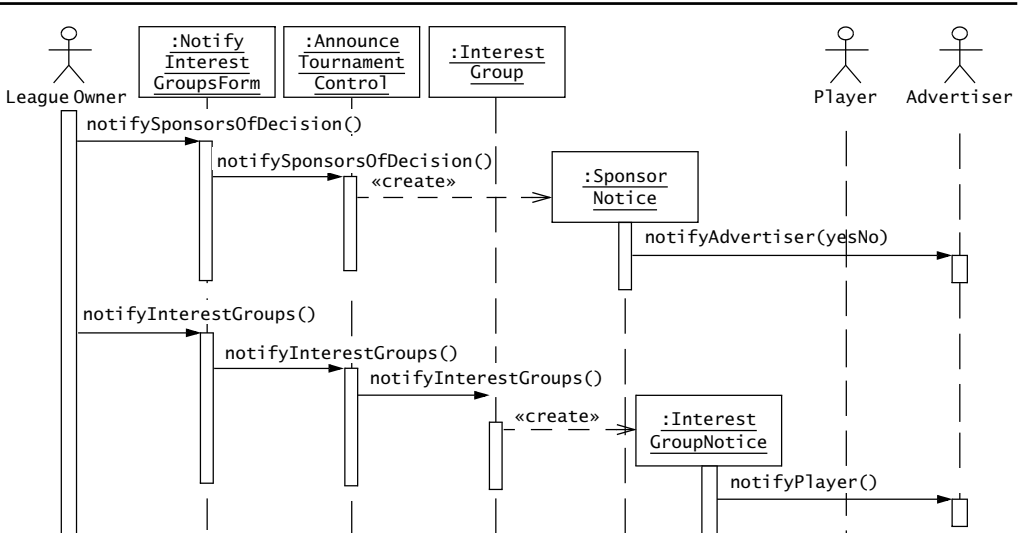 :Notify
Interest
GroupsForm
:Announce
Tournament
Control
:Interest
Group
League Owner
Player
Advertiser
notifySponsorsOfDecision()
notifySponsorsOfDecision()
«create»
:Sponsor
Notice
notifyAdvertiser(yesNo)
notifyInterestGroups()
notifyInterestGroups()
notifyInterestGroups()
«create»
:Interest
GroupNotice
notifyPlayer()